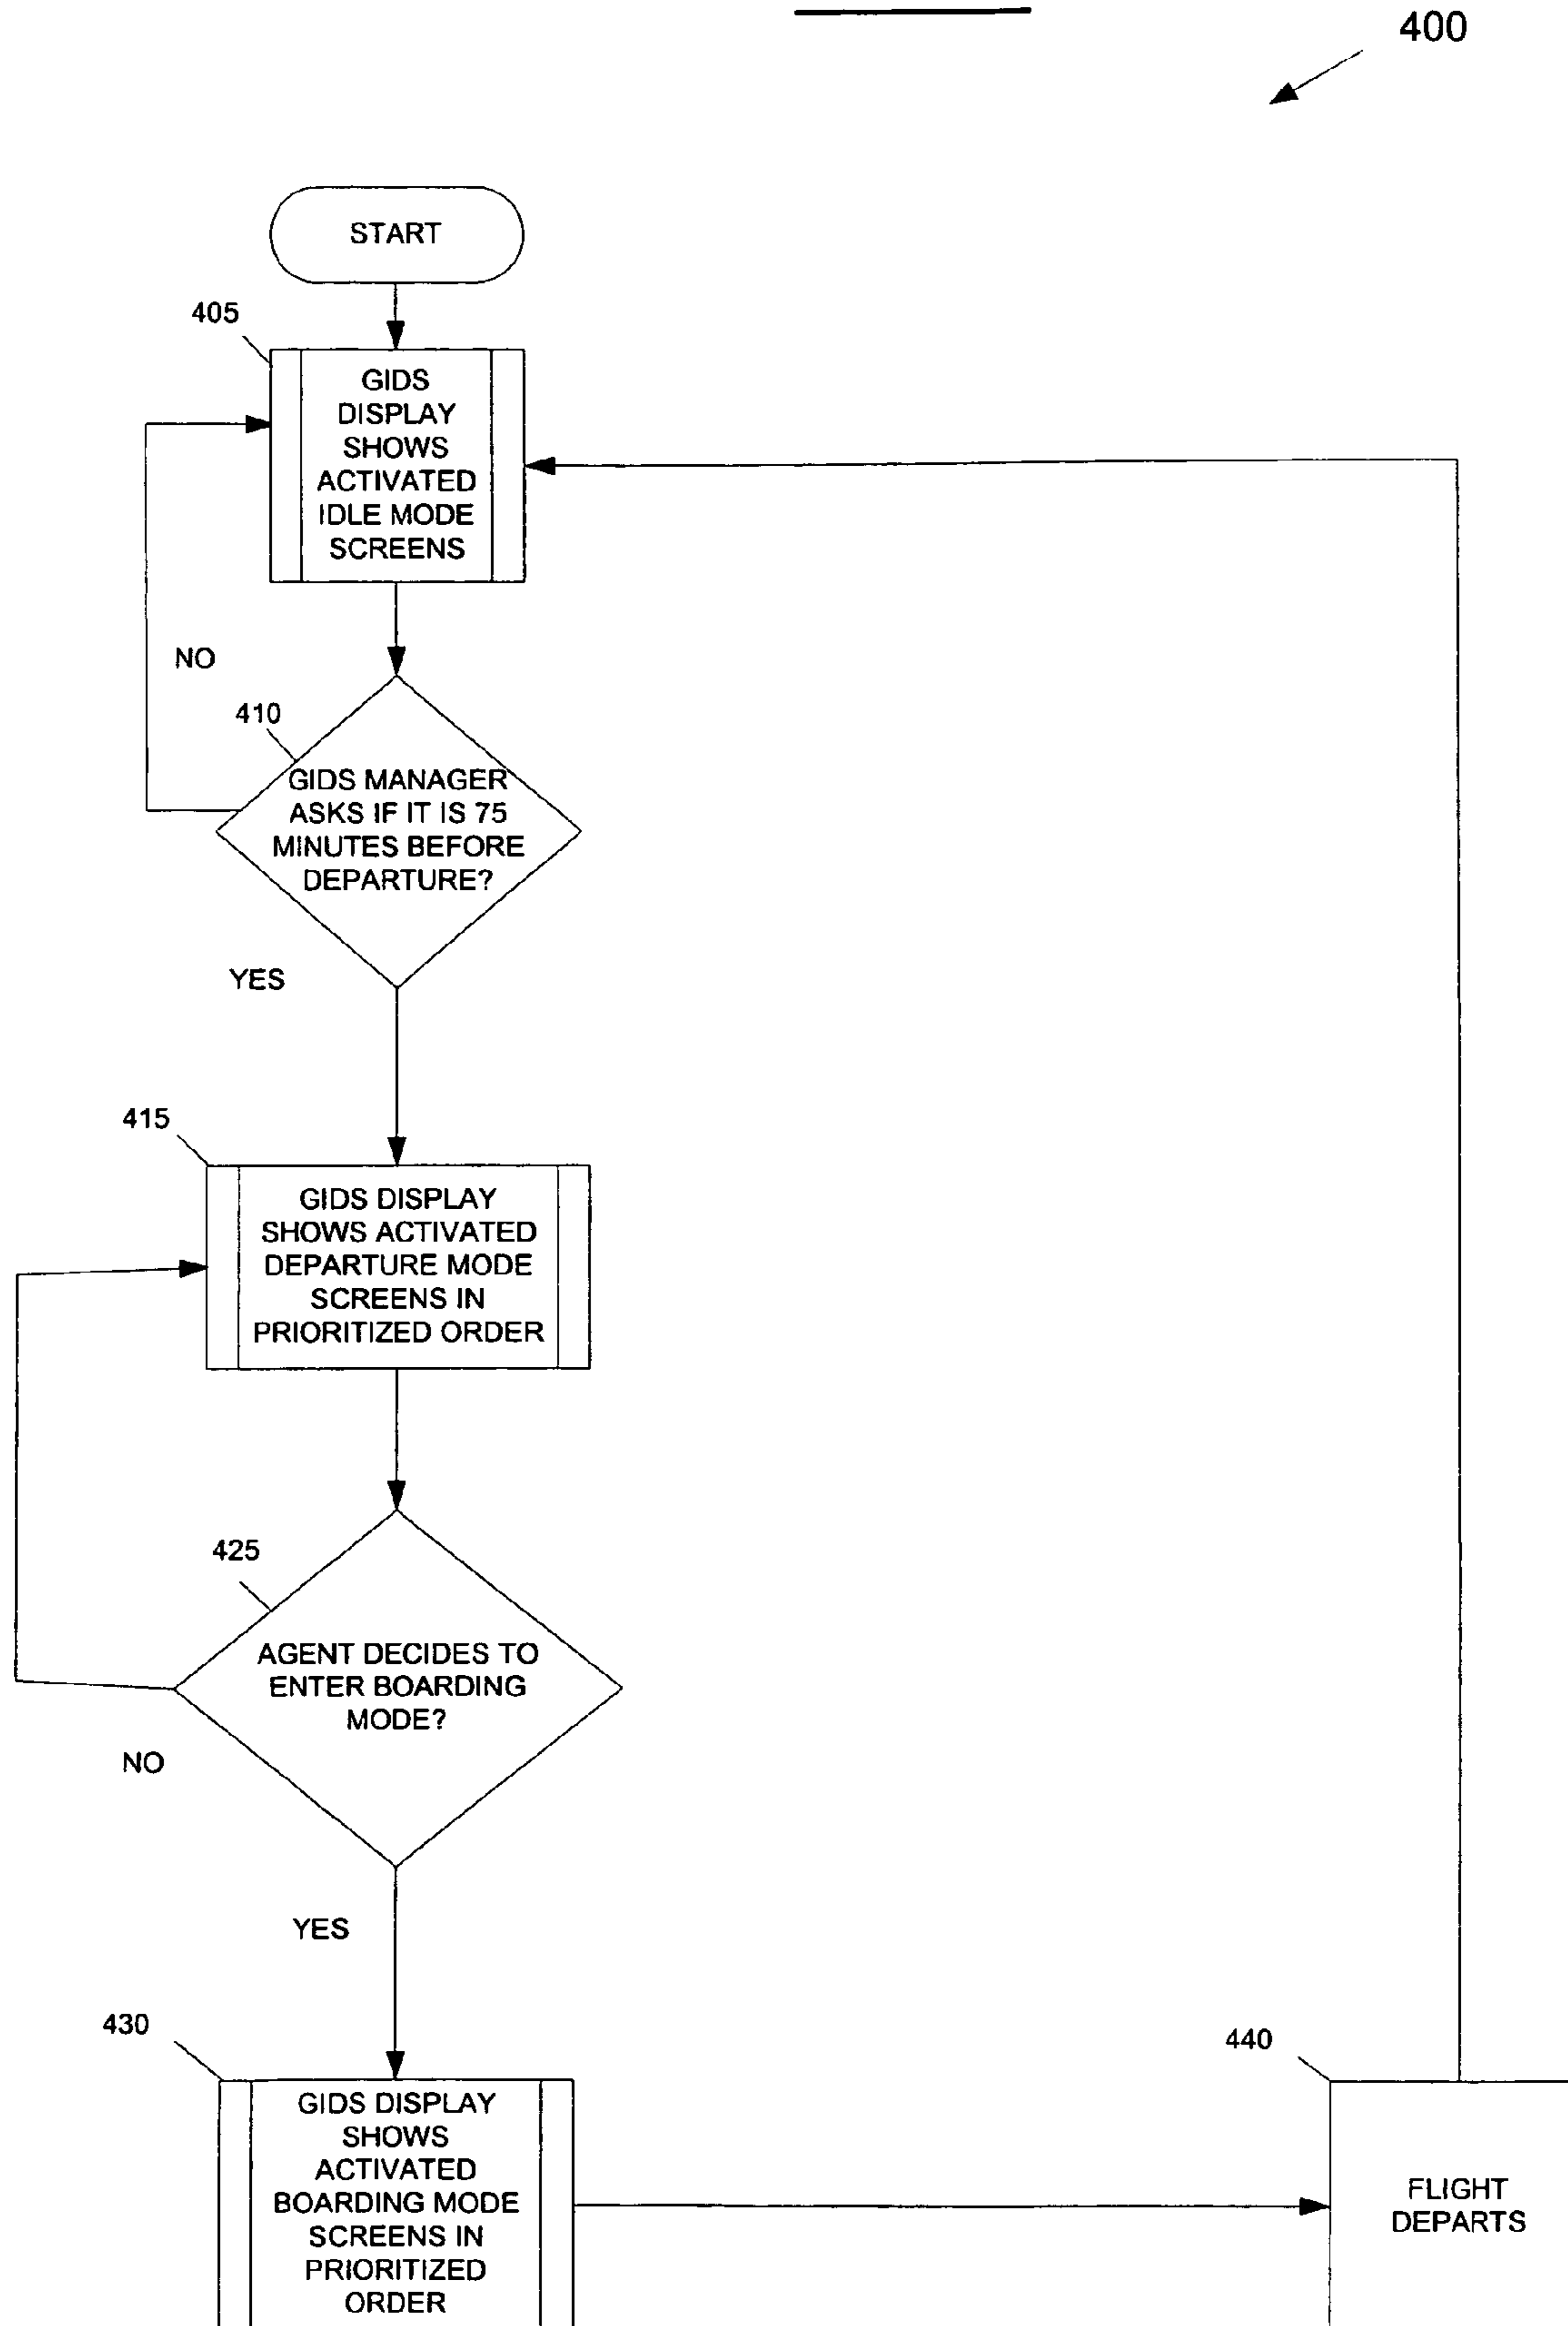 400
START
405
GIDS
DISPLAY
SHOWS
ACTIVATED
IDLE MODE
SCREENS
NO
410
GIDS MANAGER
ASKS IF IT IS 75
MINUTES BEFORE
DEPARTURE?
YES
415
GIDS DISPLAY
SHOWS ACTIVATED
DEPARTURE MODE
SCREENS IN
PRIORITIZED ORDER
425
AGENT DECIDES TO
ENTER BOARDING
MODE?
NO
YES
430
GIDS DISPLAY
SHOWS
ACTIVATED
BOARDING MODE
SCREENS IN
PRIORITIZED
ORDER
440
FLIGHT
DEPARTS